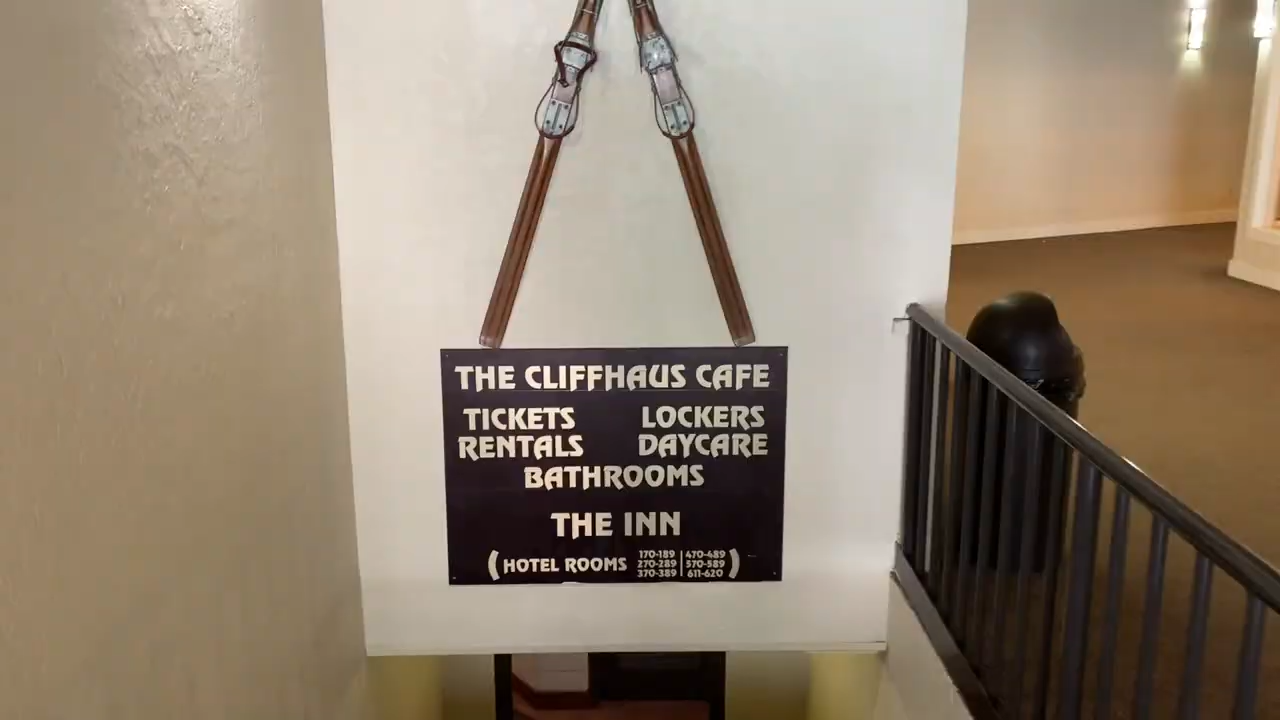 THE CLIFFHAUS CAFE
TICKETS LOCKERS
RENTALS DAYCARE
BATHROOMS
THE INN
(HOTEL ROOMS 170-189 | 470-489
270-289 | 570-589
370-389 | 611-620)